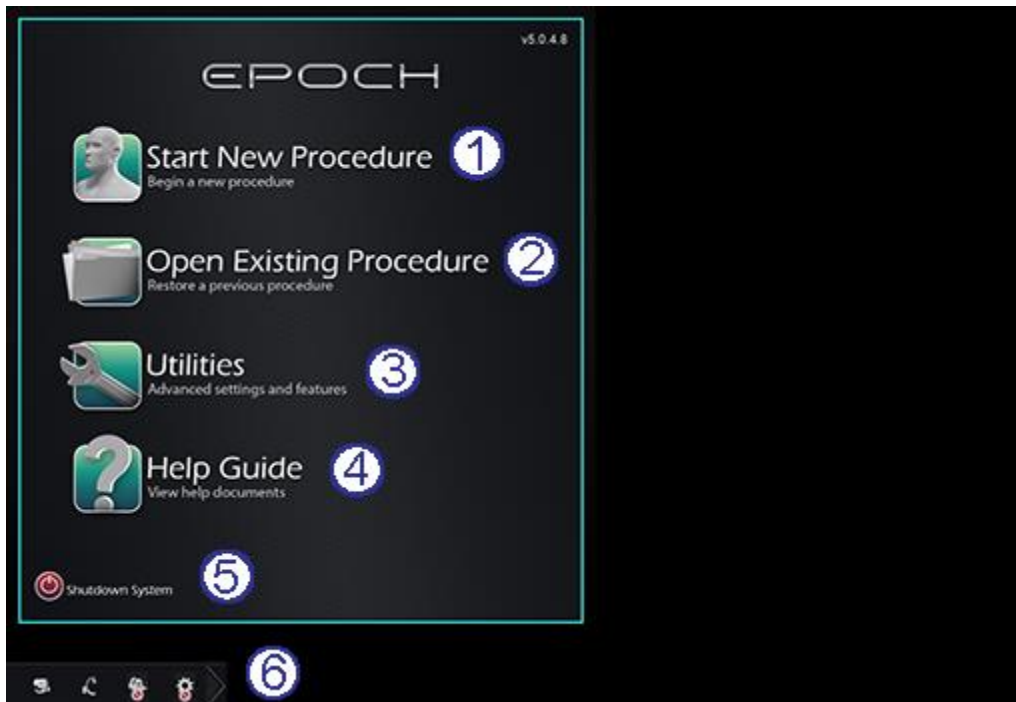 v5.0.4.8
EPOCH
Start New Procedure 1
Begin a new procedure
Open Existing Procedure 2
Restore a previous procedure
Utilities 3
Advanced settings and features
Help Guide 4
View help documents
Shutdown System 5
6